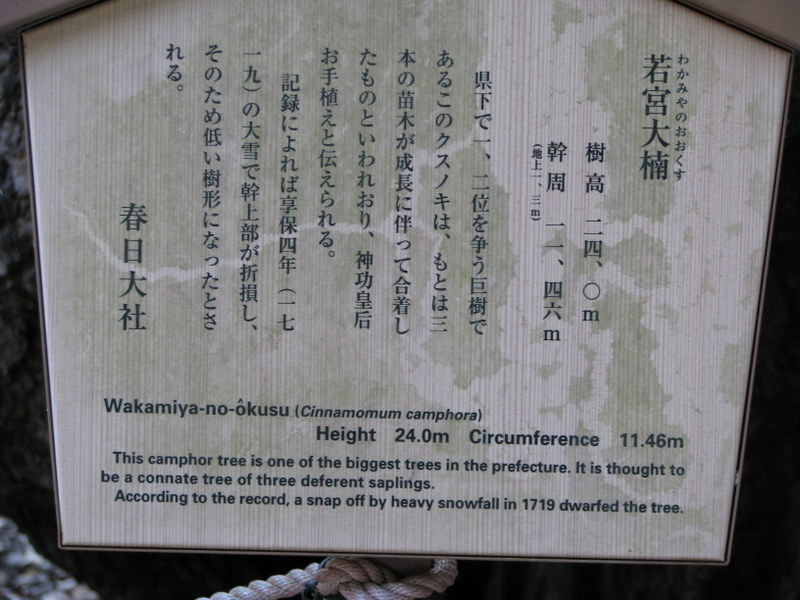 わかみやのおおくす
若宮大楠
樹高 二四、〇m
幹周 一一、四六m
(地上一、三m)
県下で一、二位を争う巨樹で
あるこのクスノキは、もとは三
本の苗木が成長に伴って合着し
たものといわれおり、神功皇后
お手植えと伝えられる。
記録によれば享保四年（一七
一九）の大雪で幹上部が折損し、
そのため低い樹形になったとさ
れる。
春日大社
Wakamiya-no-ôkusu (Cinnamomum camphora)
Height 24.0m Circumference 11.46m
This camphor tree is one of the biggest trees in the prefecture. It is thought to
be a connate tree of three deferent saplings.
According to the record, a snap off by heavy snowfall in 1719 dwarfed the tree.